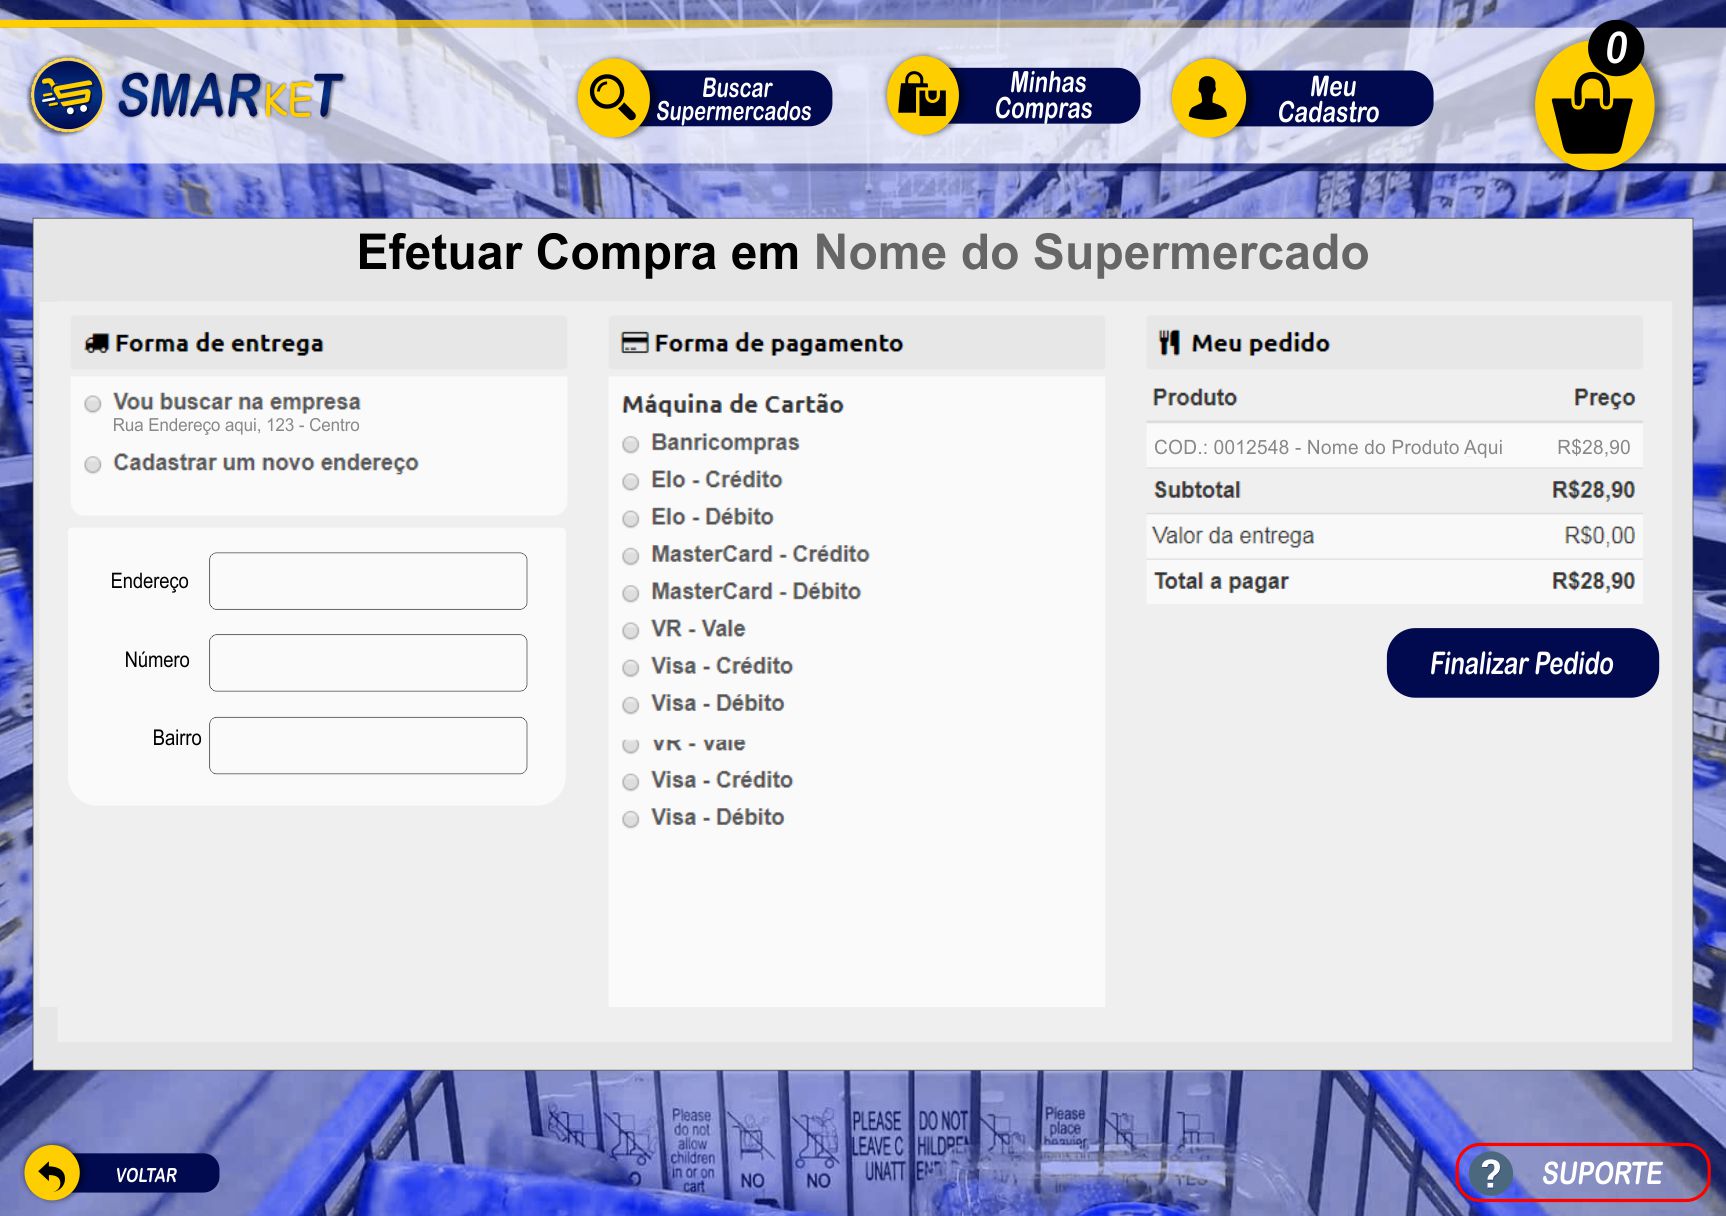 SMARKET
Buscar
Supermercados
Minhas
Compras
Meu
Cadastro
0
Efetuar Compra em Nome do Supermercado
Forma de entrega
Vou buscar na empresa
Rua Endereço aqui, 123 - Centro
Cadastrar um novo endereço
Endereço
Número
Bairro
Forma de pagamento
Máquina de Cartão
Banricompras
Elo - Crédito
Elo - Débito
MasterCard - Crédito
MasterCard - Débito
VR - Vale
Visa - Crédito
Visa - Débito
VR - Vale
Visa - Crédito
Visa - Débito
Meu pedido
Produto Preço
COD.: 0012548 - Nome do Produto Aqui R$28,90
Subtotal R$28,90
Valor da entrega R$0,00
Total a pagar R$28,90
Finalizar Pedido
Please
do not
allow
children
in or on
cart
NO
NO
PLEASE
LEAVE C
UNATT
DO NOT
HILDREN
Please
place
heavier
VOLTAR
? SUPORTE